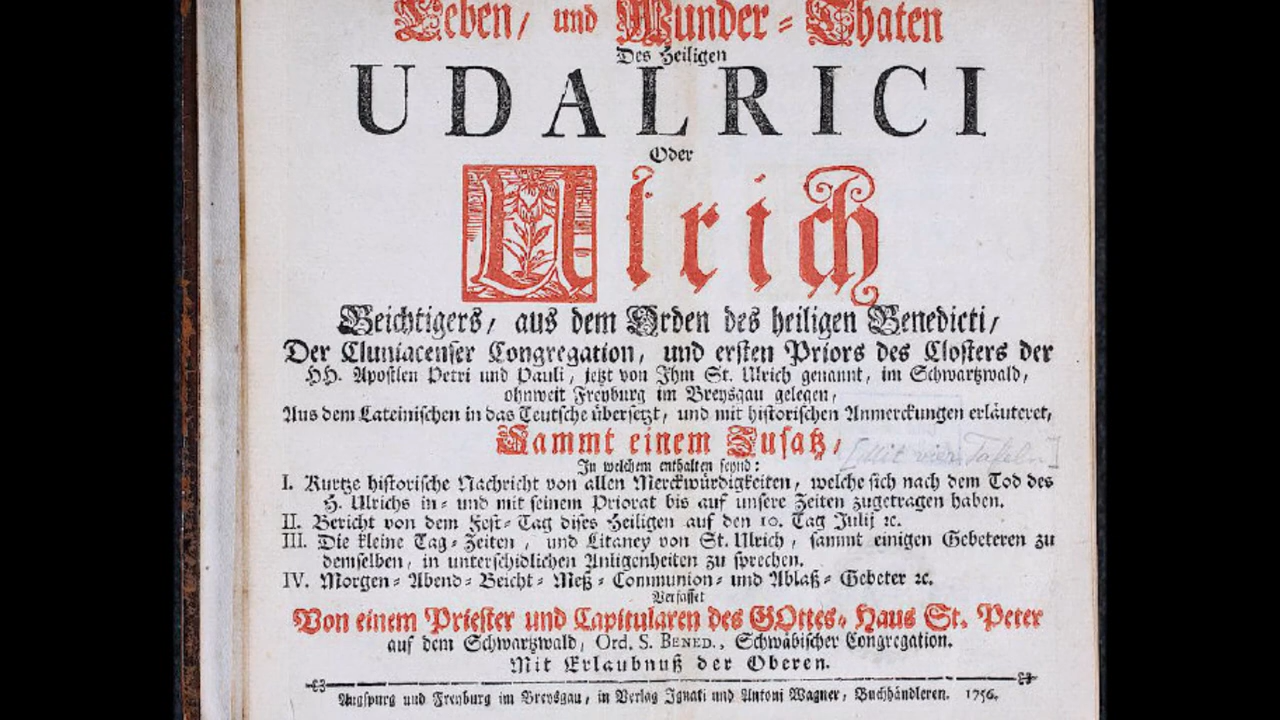 Leben, und Wunder-Thaten
Des Heiligen
UDALRICI
Oder
Ulrich
Beichtigers, aus dem Orden des heiligen Benedicti,
Der Cluniacenser Congregation, und ersten Priors des Closters der
HH. Apostlen Petri und Pauli, jetzt von Ihm St. Ulrich genannt, im Schwartzwald,
ohnweit Freyburg im Breysgau gelegen,
Aus dem Lateinischen in das Teutsche übersetzt, und mit historischen Anmerckungen erläuteret,
Sammt einem Zusatz,
[Mit vier Tafeln]
In welchem enthalten seynd:
I. Kurtze historische Nachricht von allen Merckwürdigkeiten, welche sich nach dem Tod des
H. Ulrichs in- und mit seinem Priorat bis auf unsere Zeiten zugetragen haben.
II. Bericht von dem Fest-Tag dises Heiligen auf den 10. Tag Julij ꝛc.
III. Die kleine Tag-Zeiten, und Litaney von St. Ulrich, sammt einigen Gebeteren zu
demselben, in unterschidlichen Anligenheiten zu sprechen.
IV. Morgen-Abend-Beicht-Meß-Communion- und Ablaß-Gebeter ꝛc.
Verfasset
Von einem Priester und Capitularen des GOttes-Haus St. Peter
auf dem Schwartzwald, Ord. S. BENED., Schwäbischer Congregation.
Mit Erlaubnuß der Oberen.
Augspurg und Freyburg im Breysgau, in Verlag Ignati und Antoni Wagner, Buchhändleren. 1756.